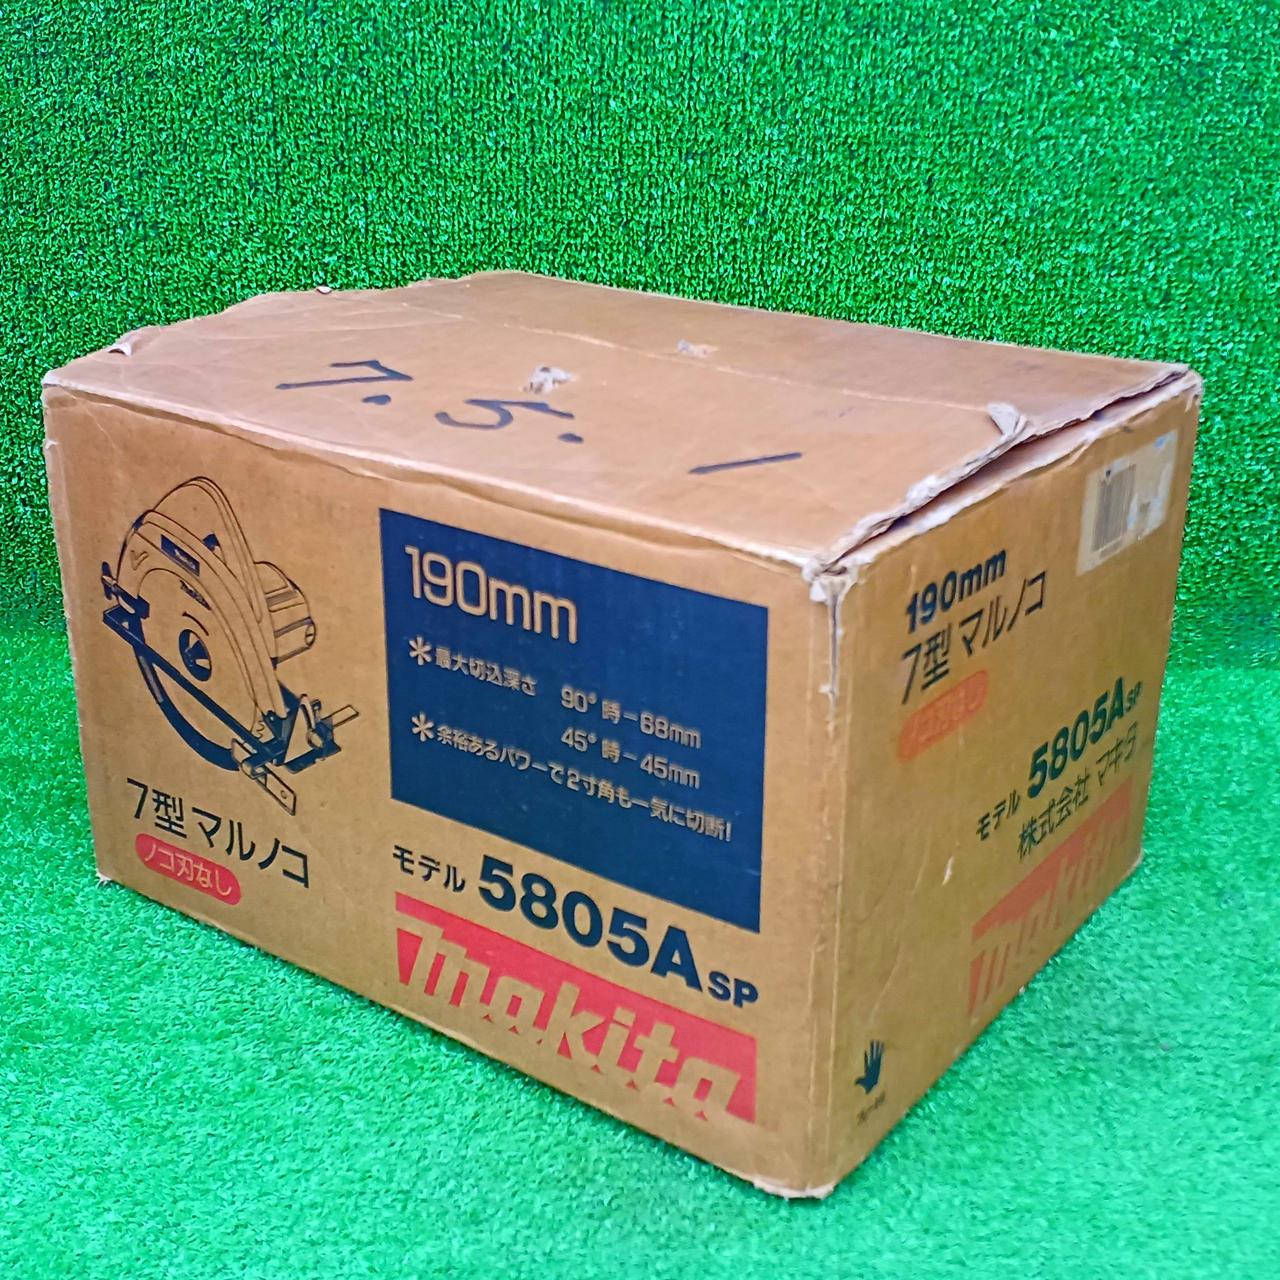 7.5.1
190mm
＊最大切込深さ 90°時－68mm
45°時－45mm
＊余裕あるパワーで2寸角も一気に切断!
7型マルノコ
ノコ刃なし
モデル 5805ASP
makita
190mm
7型マルノコ
ノコ刃なし
モデル 5805ASP
株式会社 マキタ
makita